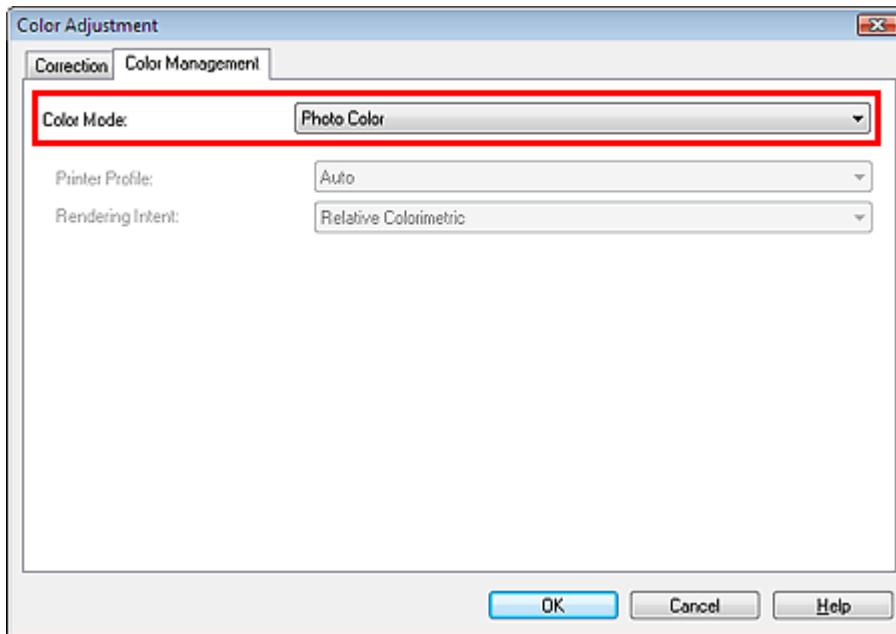 Color Adjustment
Correction Color Management
Color Mode: Photo Color
Printer Profile: Auto
Rendering Intent: Relative Colorimetric
OK Cancel Help